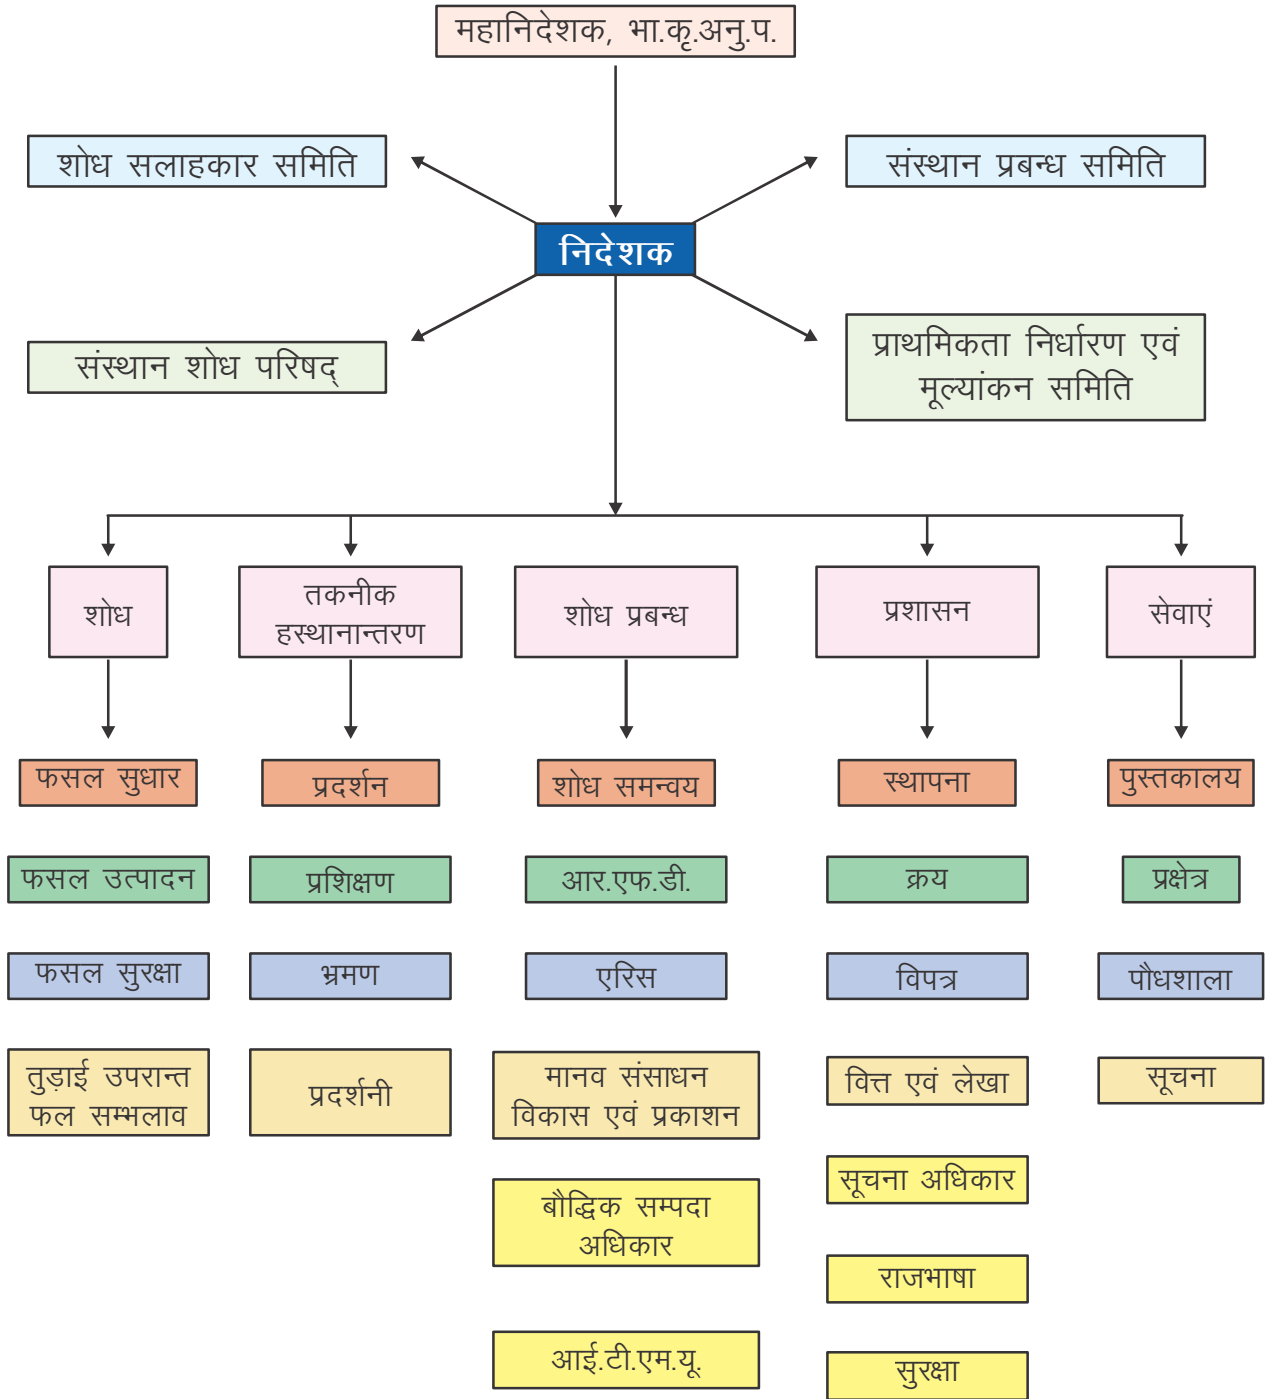 महानिदेशक, भा.कृ.अनु.प.
शोध सलाहकार समिति
संस्थान प्रबन्ध समिति
निदेशक
संस्थान शोध परिषद्
प्राथमिकता निर्धारण एवं
मूल्यांकन समिति
शोध
तकनीक
हस्थानान्तरण
शोध प्रबन्ध
प्रशासन
सेवाएं
फसल सुधार
प्रदर्शन
शोध समन्वय
स्थापना
पुस्तकालय
फसल उत्पादन
प्रशिक्षण
आर.एफ.डी.
क्रय
प्रक्षेत्र
फसल सुरक्षा
भ्रमण
एरिस
विपत्र
पौधशाला
तुड़ाई उपरान्त
फल सम्भलाव
प्रदर्शनी
मानव संसाधन
विकास एवं प्रकाशन
वित्त एवं लेखा
सूचना
बौद्धिक सम्पदा
अधिकार
सूचना अधिकार
राजभाषा
आई.टी.एम.यू.
सुरक्षा